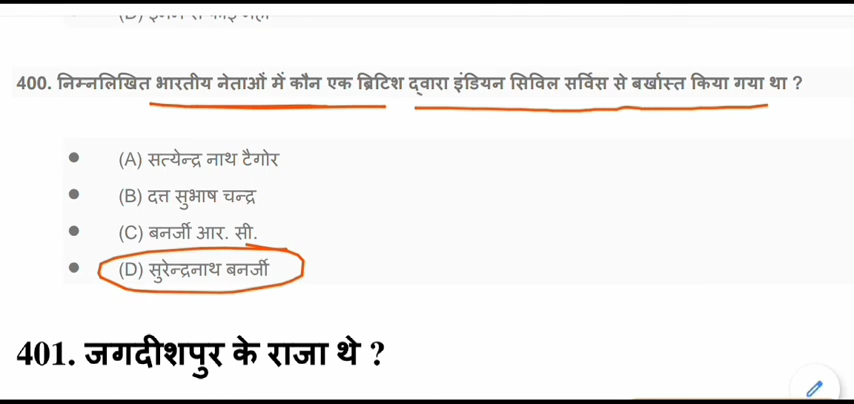 400. निम्नलिखित भारतीय नेताओं में कौन एक ब्रिटिश द्वारा इंडियन सिविल सर्विस से बर्खास्त किया गया था ?
(A) सत्येन्द्र नाथ टैगोर
(B) दत्त सुभाष चन्द्र
(C) बनर्जी आर. सी.
(D) सुरेन्द्रनाथ बनर्जी
401. जगदीशपुर के राजा थे ?